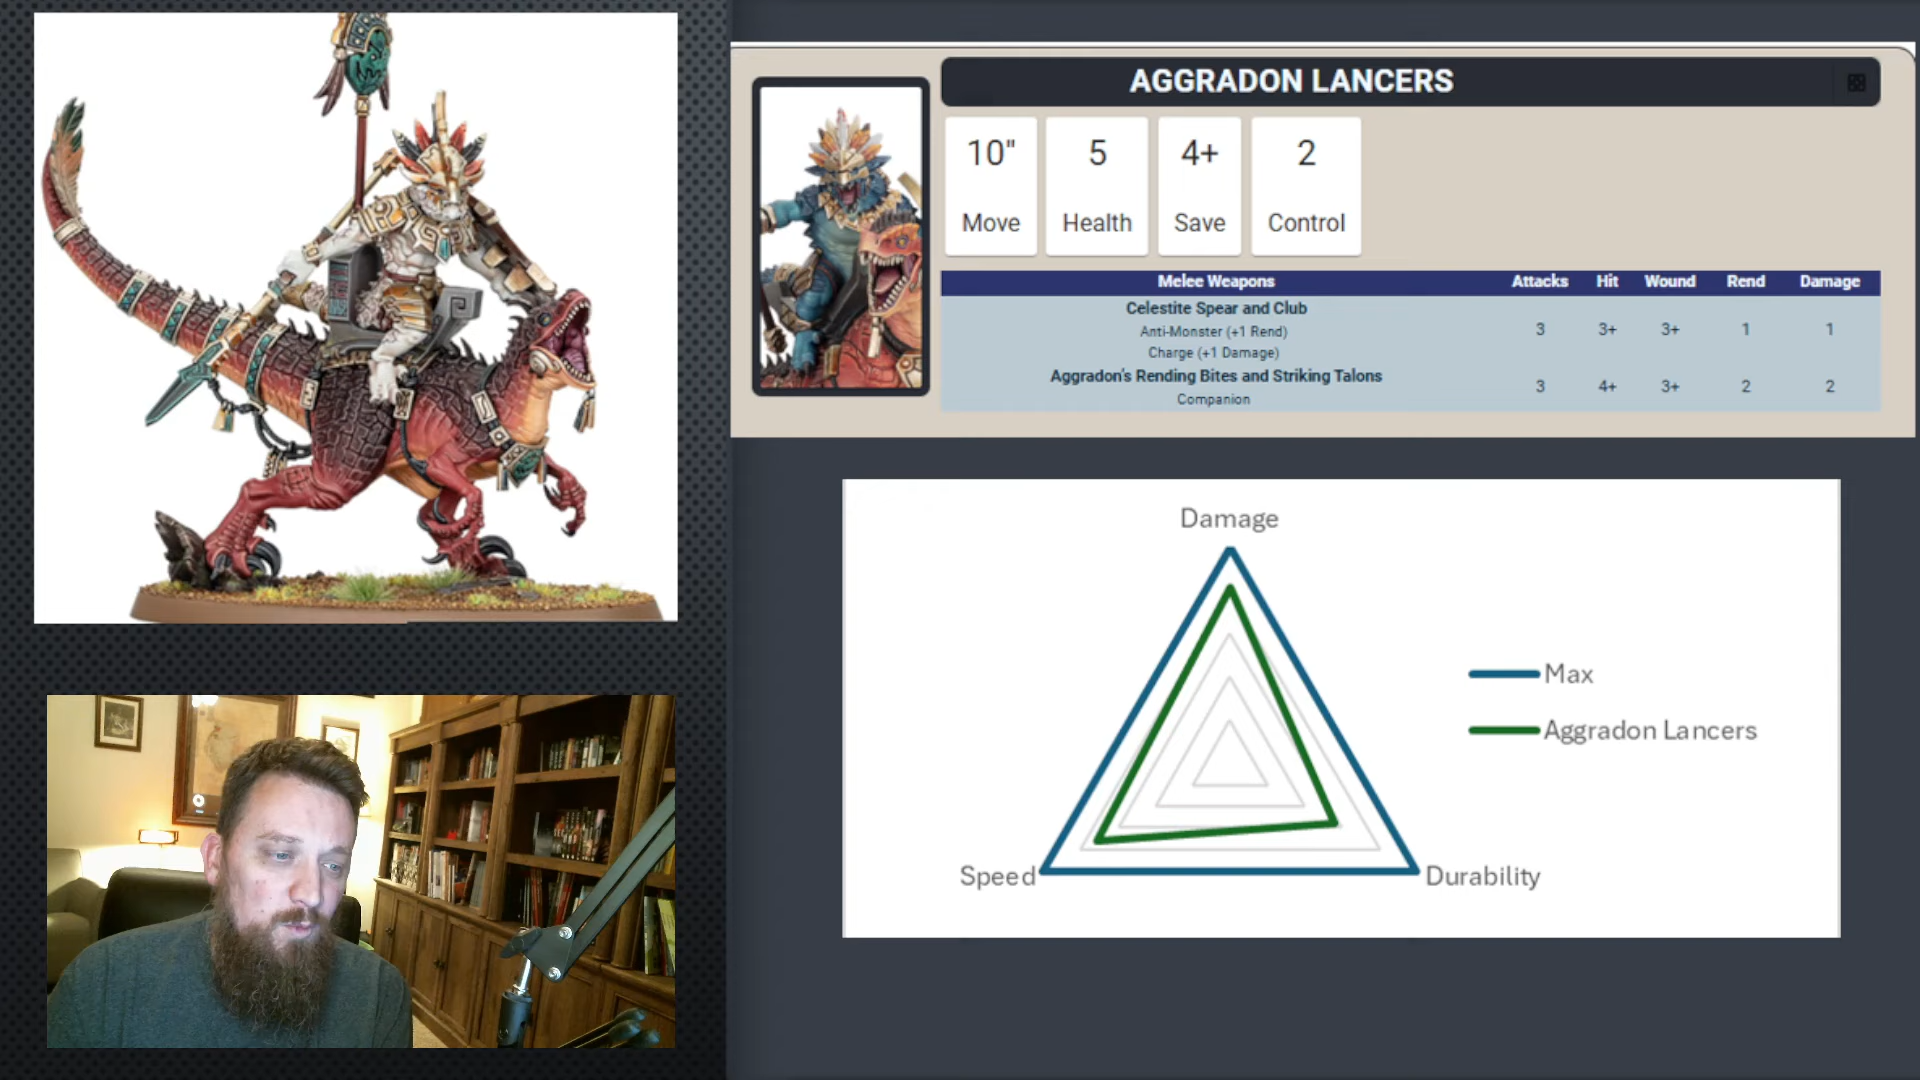 AGGRADON LANCERS
10" 5 4+ 2
Move Health Save Control
Melee Weapons Attacks Hit Wound Rend Damage
Celestite Spear and Club
Anti-Monster (+1 Rend) 3 3+ 3+ 1 1
Charge (+1 Damage)
Aggradon's Rending Bites and Striking Talons 3 4+ 3+ 2 2
Companion
Damage
Max
Aggradon Lancers
Speed Durability